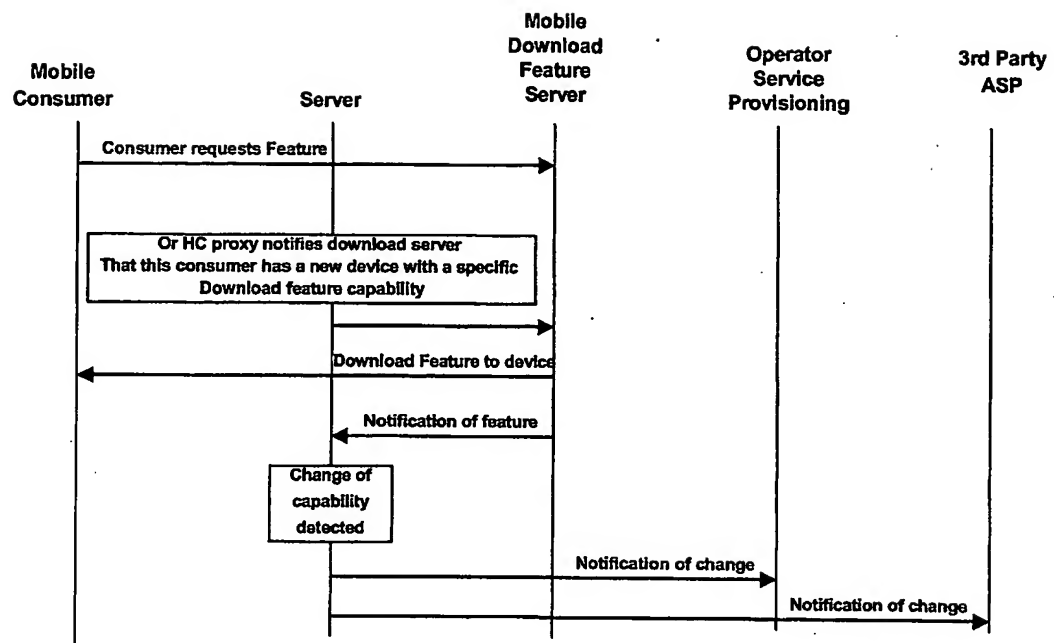 Mobile
Consumer
Server
Mobile
Download
Feature
Server
Operator
Service
Provisioning
3rd Party
ASP
Consumer requests Feature
Or HC proxy notifies download server
That this consumer has a new device with a specific
Download feature capability
Download Feature to device
Notification of feature
Change of
capability
detected
Notification of change
Notification of change